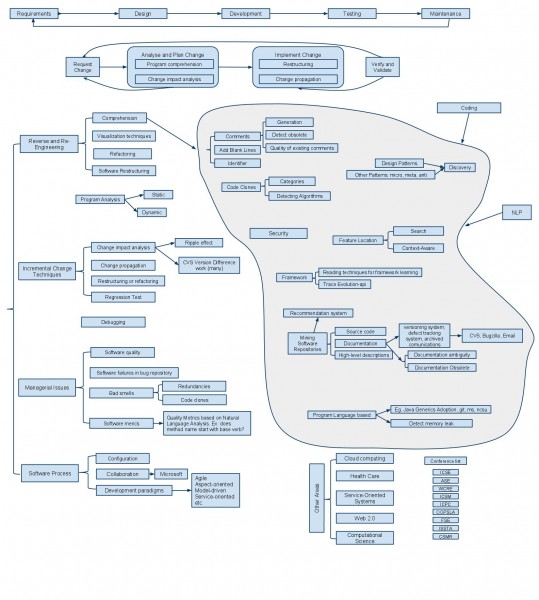 Requirements
Design
Development
Testing
Maintenance
Request
Change
Analyse and Plan Change
Program comprehension
Change impact analysis
Implement Change
Restructuring
Change propagation
Verify and
Validate
Reverse and Re-
Engineering
Comprehension
Visualization techniques
Refactoring
Software Restructuring
Program Analysis
Static
Dynamic
Incremental Change
Techniques
Change impact analysis
Ripple effect
CVS Version Difference
work (many)
Change propagation
Restructuring or refactoring
Regression Test
Debugging
Managerial Issues
Software quality
Software failures in bug repository
Bad smells
Redundancies
Code clones
Software metrics
Quality Metrics based on Natural
Language Analysis. Ex. does
method name start with base verb?
Software Process
Configuration
Collaboration
Microsoft
Development paradigms
Agile
Aspect-oriented
Model-driven
Service-oriented
etc
Coding
NLP
Comments
Generation
Detect obsolete
Quality of existing comments
Add Blank Lines
Identifier
Code Clones
Categories
Detecting Algorithms
Design Patterns
Other Patterns: micro, meta, anti
Discovery
Security
Feature Location
Search
Context-Aware
Framework
Reading techniques for framework learning
Trace Evolution-api
Recommendation system
Mining
Software
Repositories
Source code
Documentation
High-level descriptions
versioning system,
defect tracking
system, archived
comunications
CVS, Bugzilla, Email
Documentation ambiguity
Documentation Obsolete
Program Language based
Eg. Java Generics Adoption, git, ms, ncsu
Detect memory leak
Other Areas
Cloud computing
Health Care
Service-Oriented
Systems
Web 2.0
Computational
Science
Conference list
ICSE
ASE
WCRE
ICSM
ICPC
OOPSLA
FSE
ISSTA
CSMR